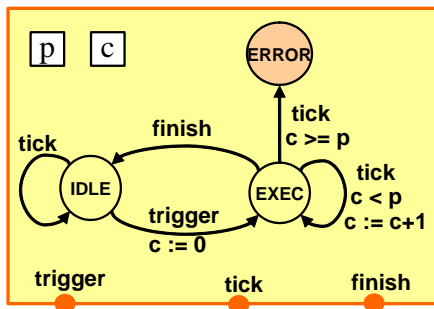 p c
ERROR
tick
c >= p
finish
tick
IDLE
EXEC
tick
c < p
c := c+1
trigger
c := 0
trigger
tick
finish